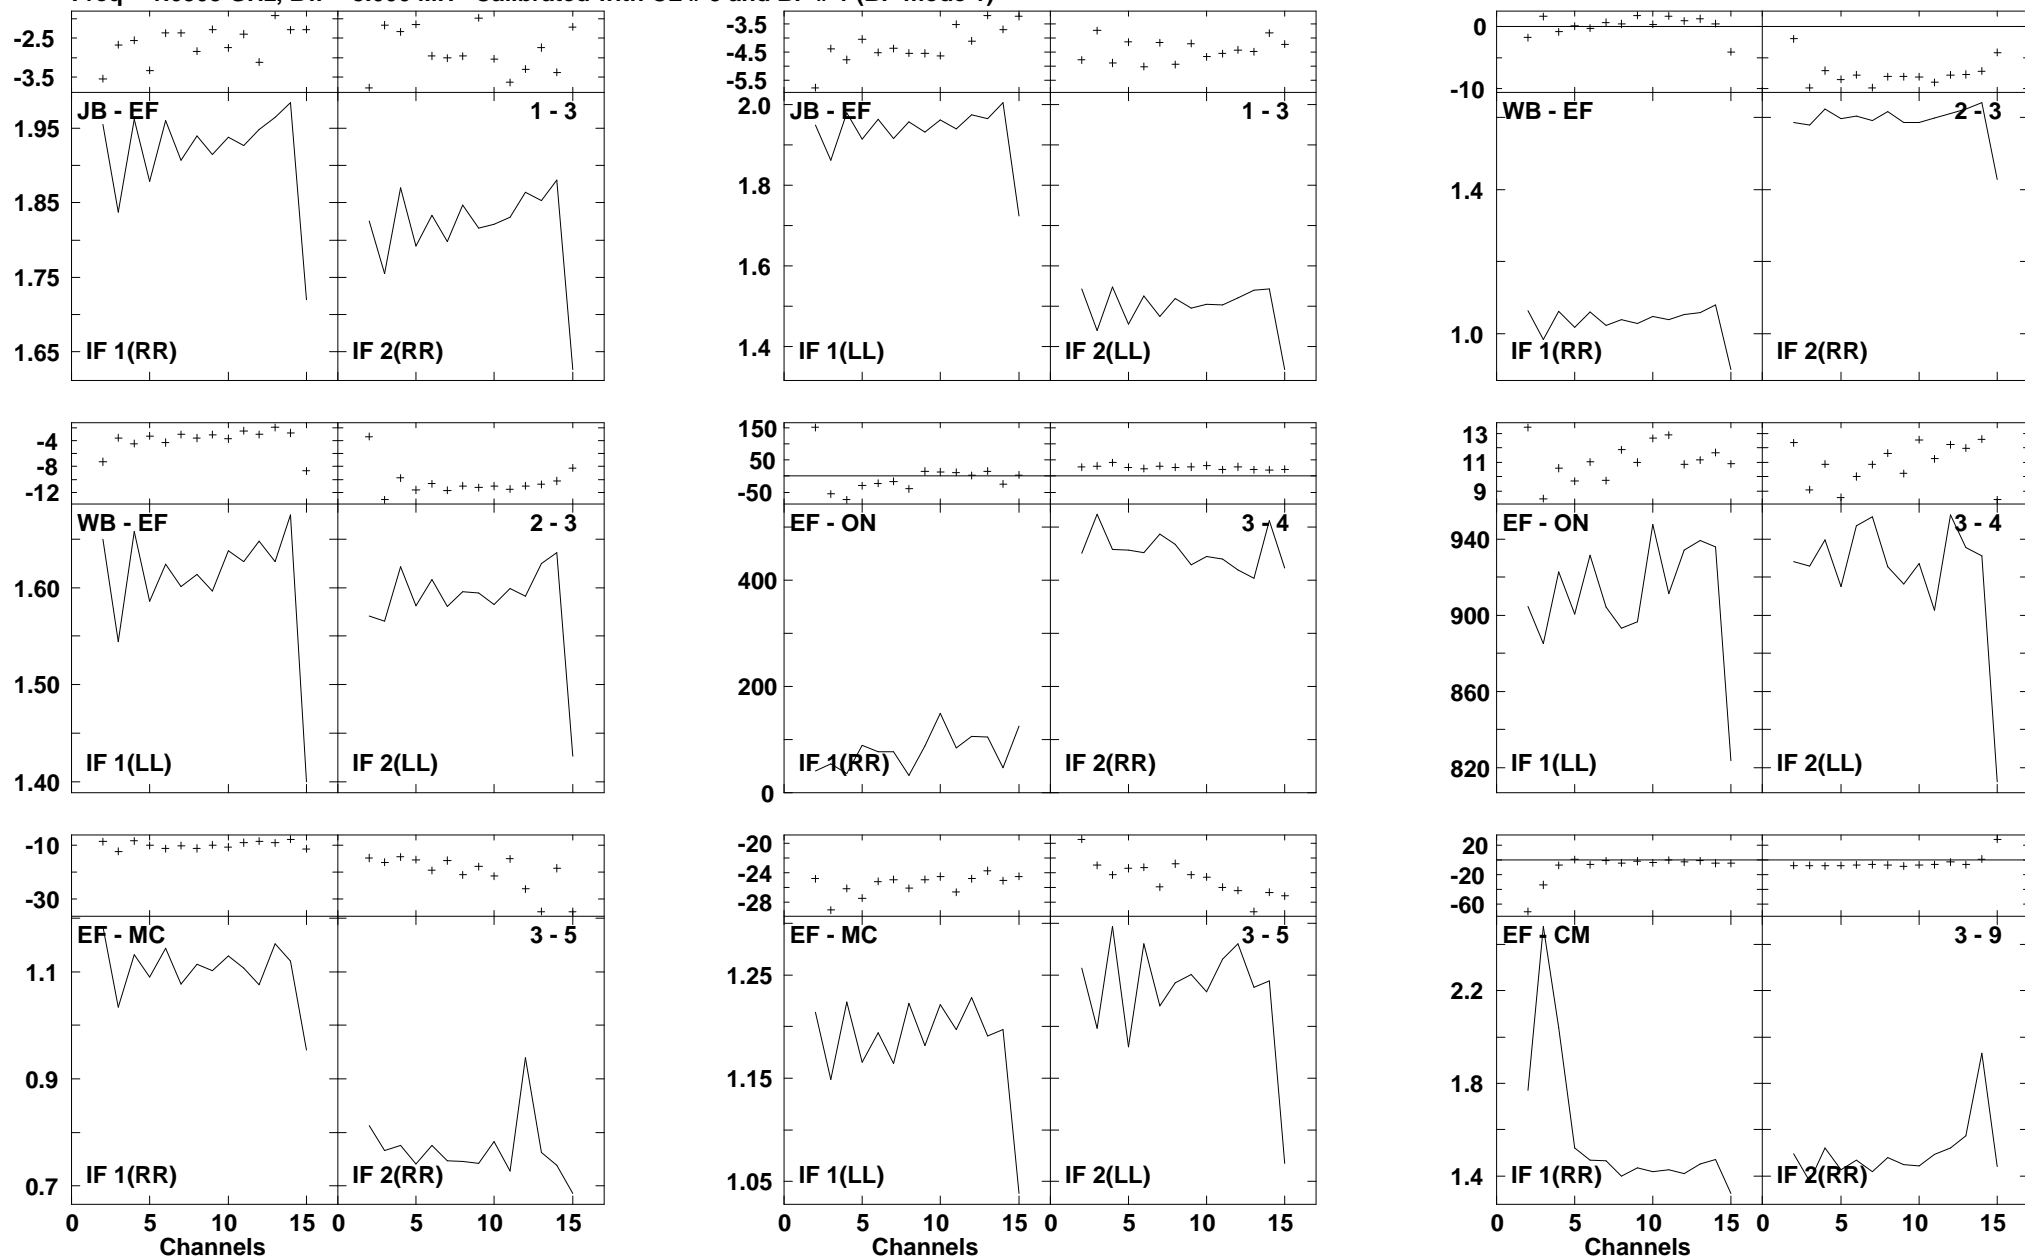 -2.5
-3.5
JB - EF
1 - 3
1.95
1.85
1.75
1.65
IF 1(RR)
IF 2(RR)
-3.5
-4.5
-5.5
JB - EF
1 - 3
2.0
1.8
1.6
1.4
IF 1(LL)
IF 2(LL)
0
-10
WB - EF
2 - 3
1.4
1.0
IF 1(RR)
IF 2(RR)
-4
-8
-12
WB - EF
2 - 3
1.60
1.50
1.40
IF 1(LL)
IF 2(LL)
150
50
-50
EF - ON
3 - 4
400
200
0
IF 1(RR)
IF 2(RR)
13
11
9
EF - ON
3 - 4
940
900
860
820
IF 1(LL)
IF 2(LL)
-10
-30
EF - MC
3 - 5
1.1
0.9
0.7
IF 1(RR)
IF 2(RR)
0 5 10 15 0 5 10 15
Channels
-20
-24
-28
EF - MC
3 - 5
1.25
1.15
1.05
IF 1(LL)
IF 2(LL)
0 5 10 15 0 5 10 15
Channels
20
-20
-60
EF - CM
3 - 9
2.2
1.8
1.4
IF 1(RR)
IF 2(RR)
0 5 10 15 0 5 10 15
Channels